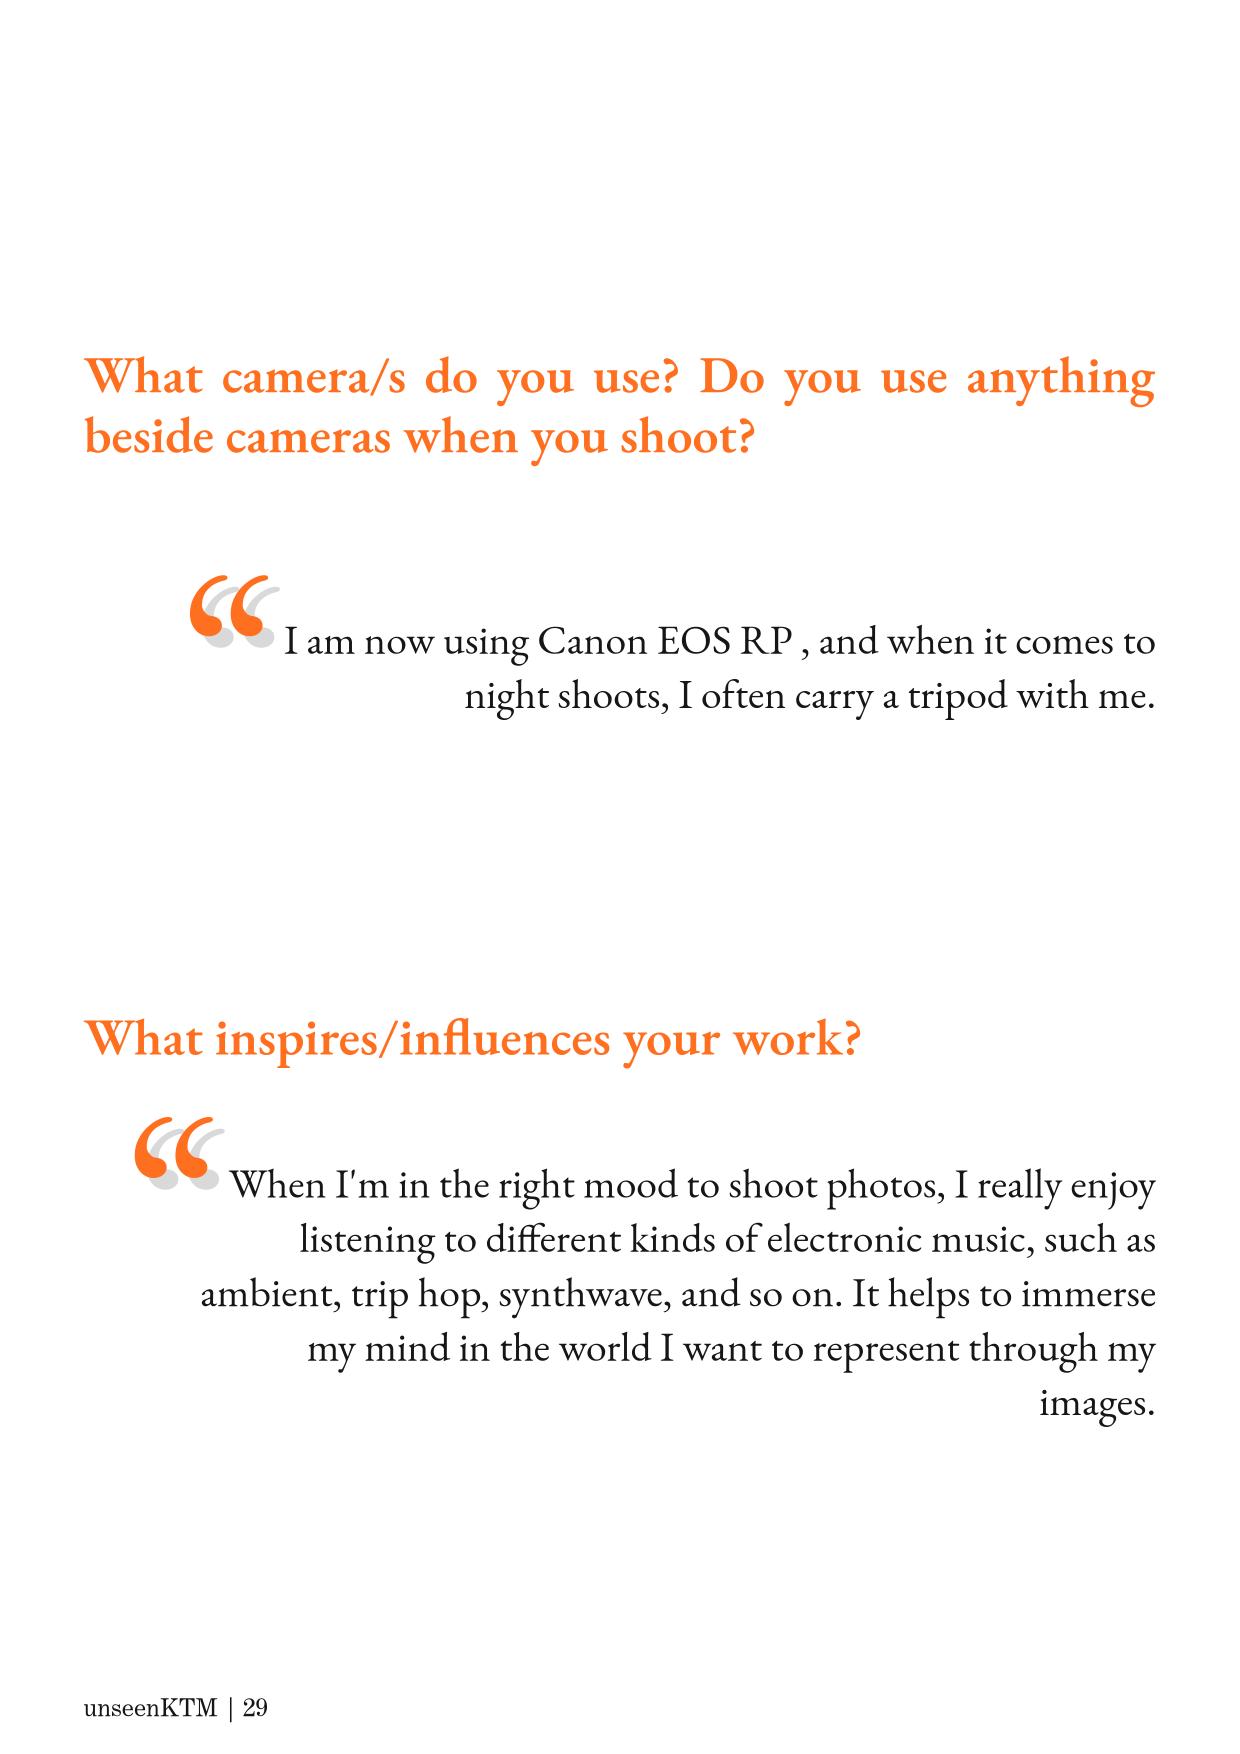 What camera/s do you use? Do you use anything
beside cameras when you shoot?
“ I am now using Canon EOS RP , and when it comes to
night shoots, I often carry a tripod with me.
What inspires/influences your work?
“ When I'm in the right mood to shoot photos, I really enjoy
listening to different kinds of electronic music, such as
ambient, trip hop, synthwave, and so on. It helps to immerse
my mind in the world I want to represent through my
images.
unseenKTM | 29